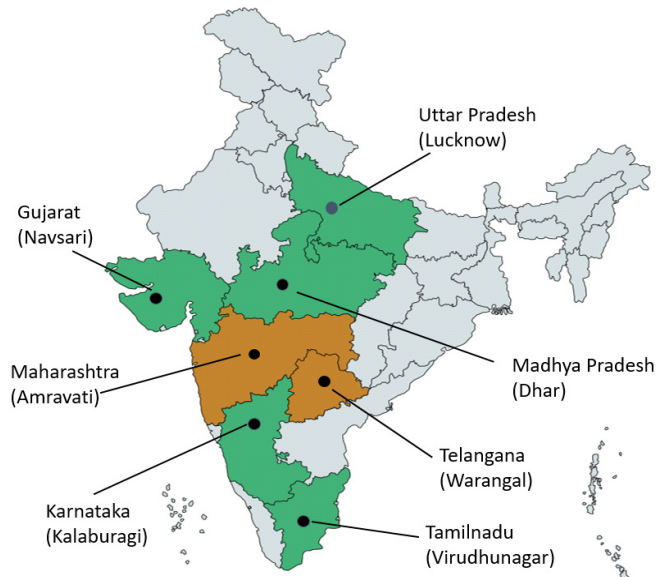 Uttar Pradesh
(Lucknow)
Gujarat
(Navsari)
Maharashtra
(Amravati)
Madhya Pradesh
(Dhar)
Telangana
(Warangal)
Karnataka
(Kalaburagi)
Tamilnadu
(Virudhunagar)